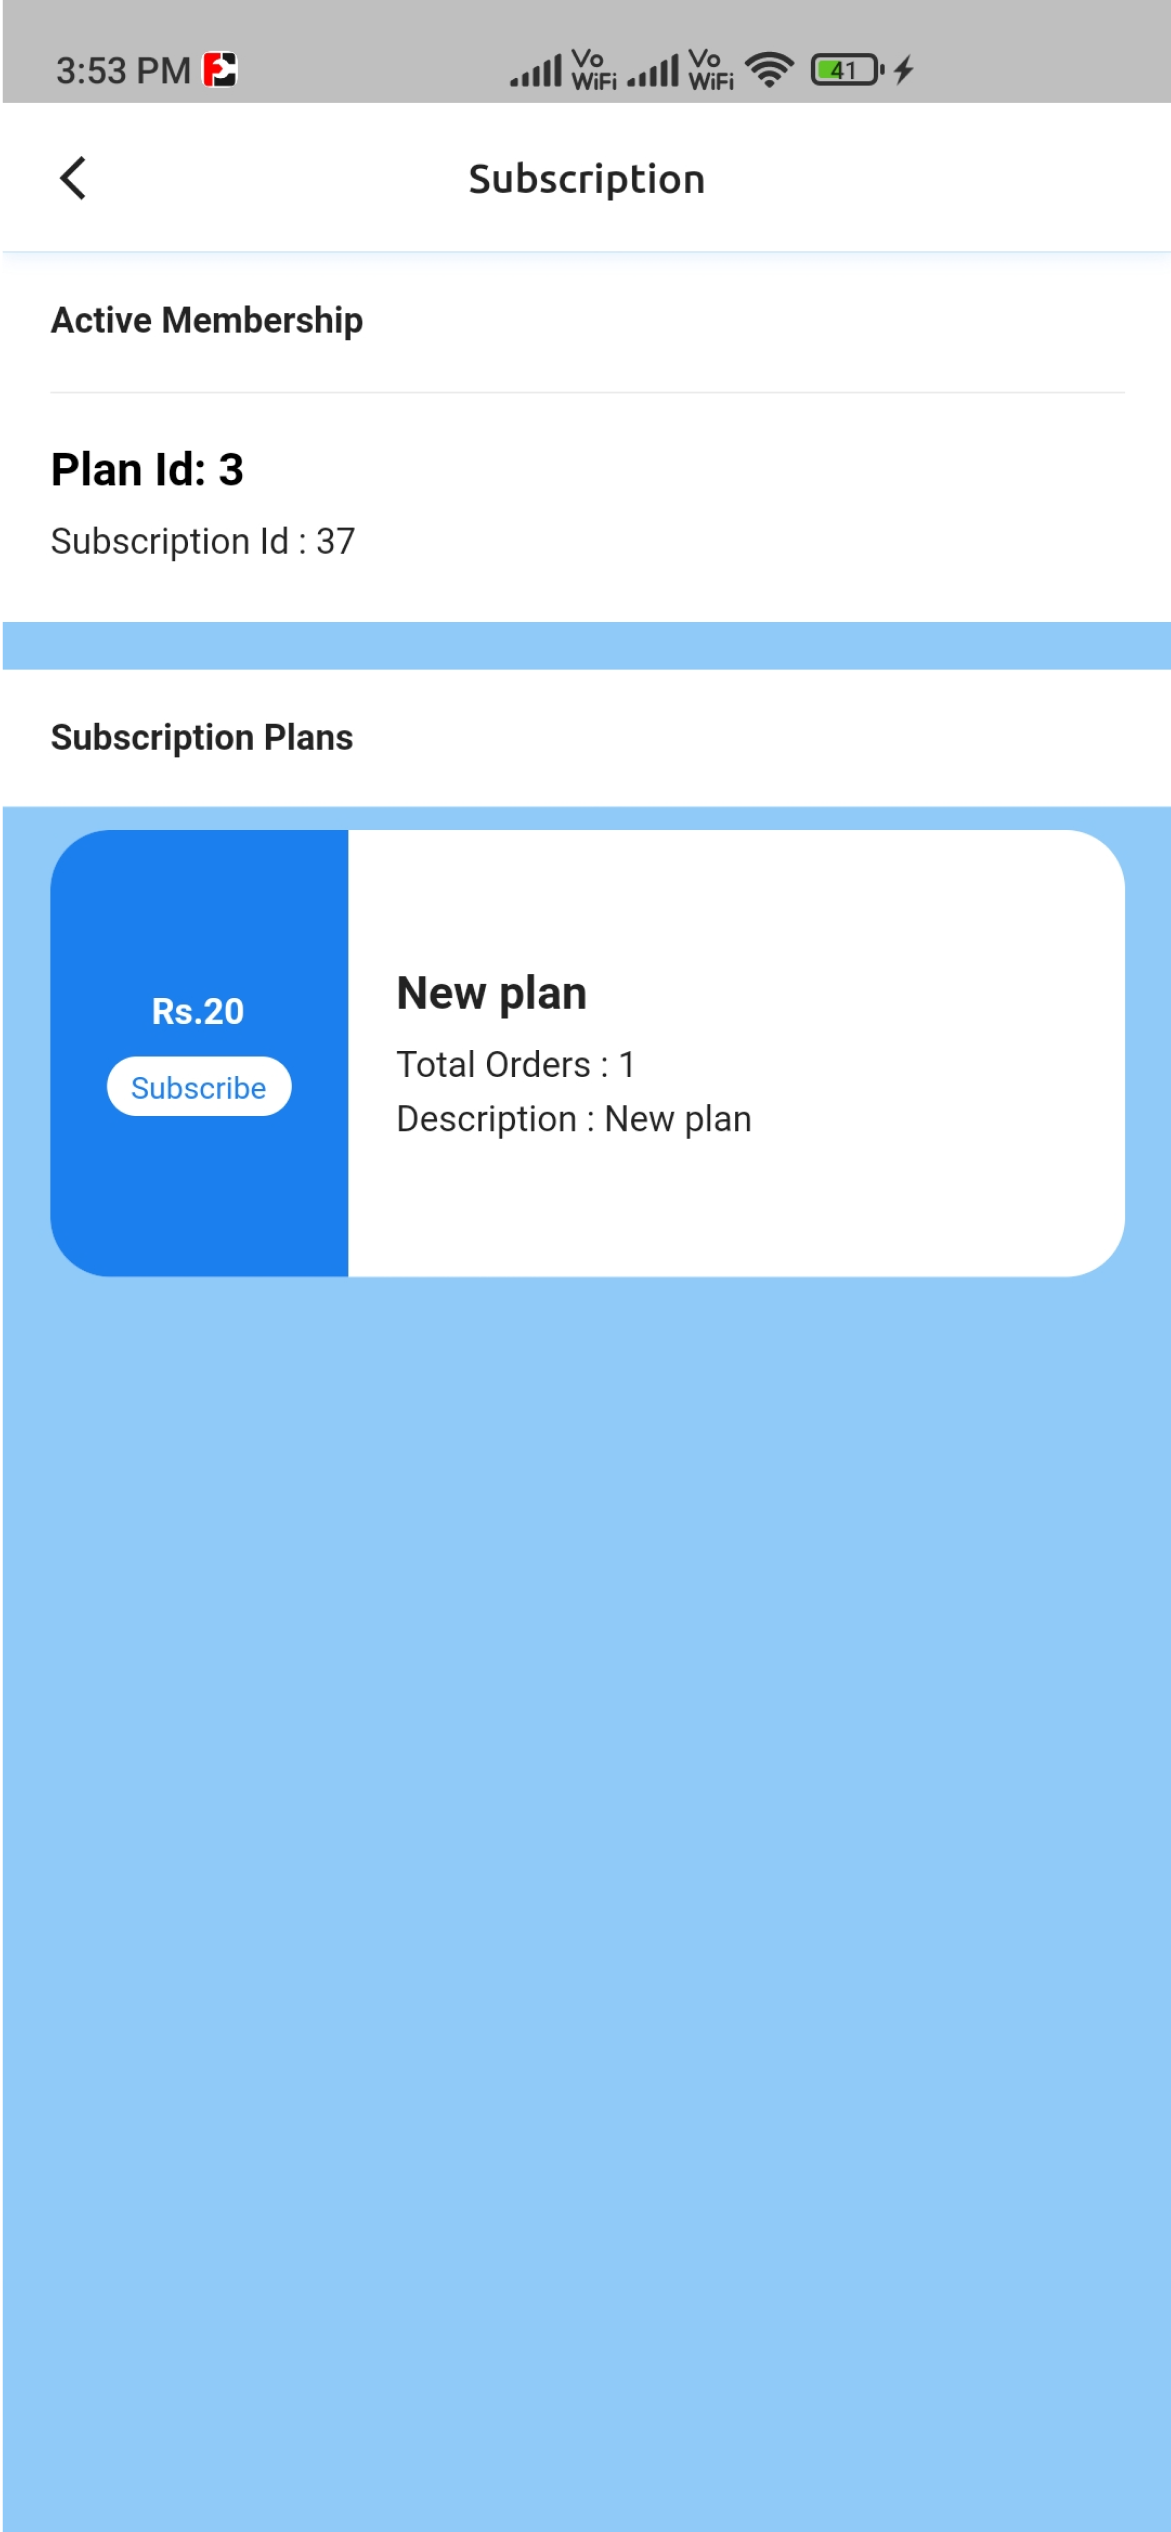 3:53 PM Vo WiFi Vo WiFi 41
Subscription
Active Membership
Plan Id: 3
Subscription Id : 37
Subscription Plans
Rs.20
Subscribe
New plan
Total Orders : 1
Description : New plan